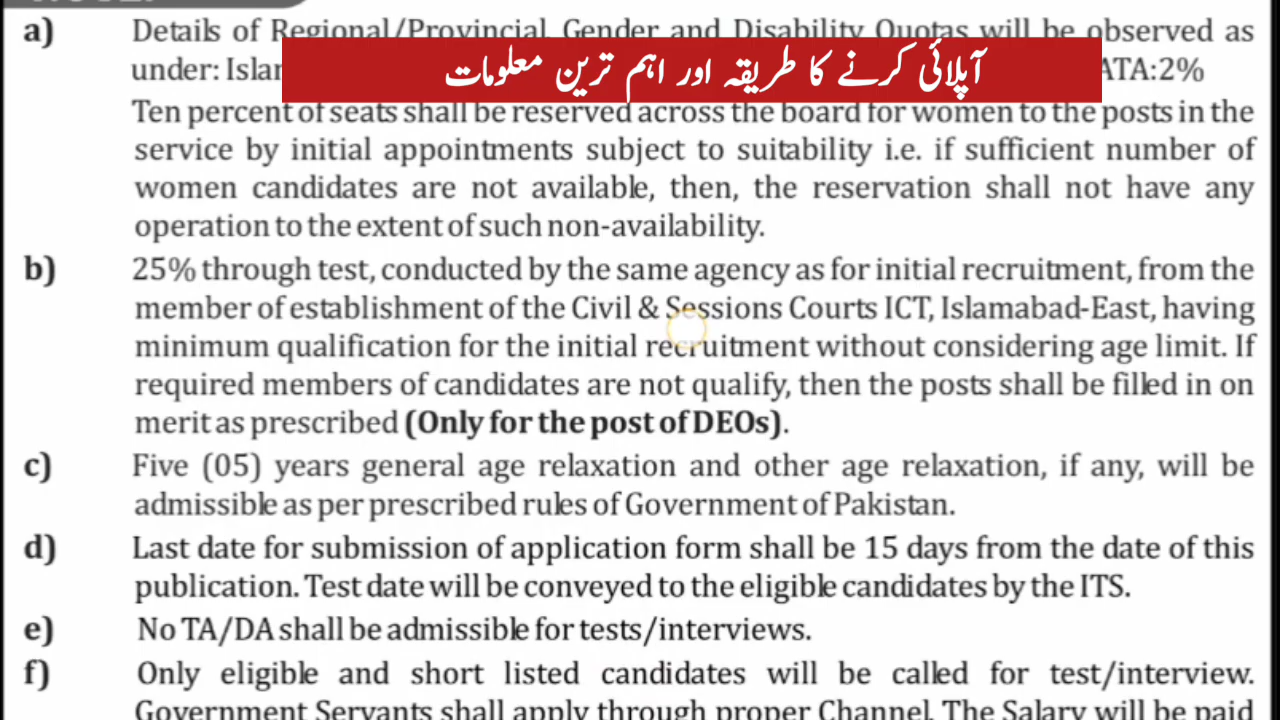 a) Details of Regional/Provincial, Gender and Disability Quotas will be observed as
under: ATA:2%
آپلائی کرنے کا طریقہ اور اہم ترین معلومات
Ten percent of seats shall be reserved across the board for women to the posts in the
service by initial appointments subject to suitability i.e. if sufficient number of
women candidates are not available, then, the reservation shall not have any
operation to the extent of such non-availability.
b) 25% through test, conducted by the same agency as for initial recruitment, from the
member of establishment of the Civil & Sessions Courts ICT, Islamabad-East, having
minimum qualification for the initial recruitment without considering age limit. If
required members of candidates are not qualify, then the posts shall be filled in on
merit as prescribed (Only for the post of DEOs).
c) Five (05) years general age relaxation and other age relaxation, if any, will be
admissible as per prescribed rules of Government of Pakistan.
d) Last date for submission of application form shall be 15 days from the date of this
publication. Test date will be conveyed to the eligible candidates by the ITS.
e) No TA/DA shall be admissible for tests/interviews.
f) Only eligible and short listed candidates will be called for test/interview.
Government Servants shall apply through proper Channel. The Salary will be paid